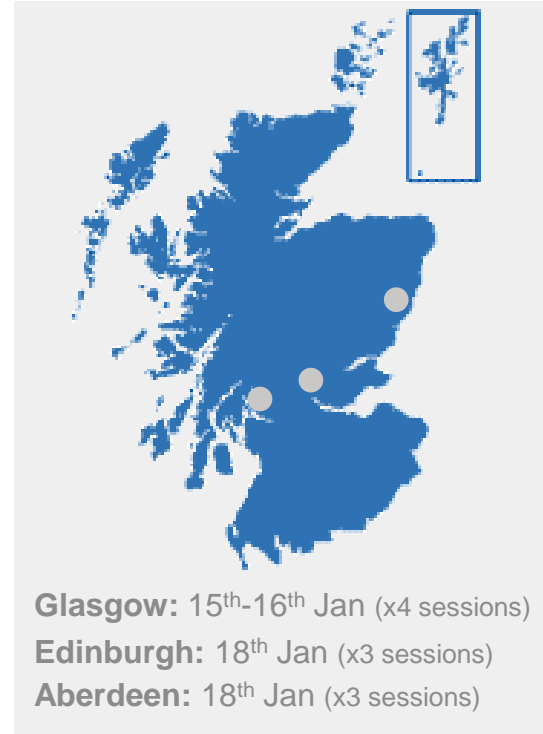 Glasgow: 15th-16th Jan (x4 sessions)
Edinburgh: 18th Jan (x3 sessions)
Aberdeen: 18th Jan (x3 sessions)